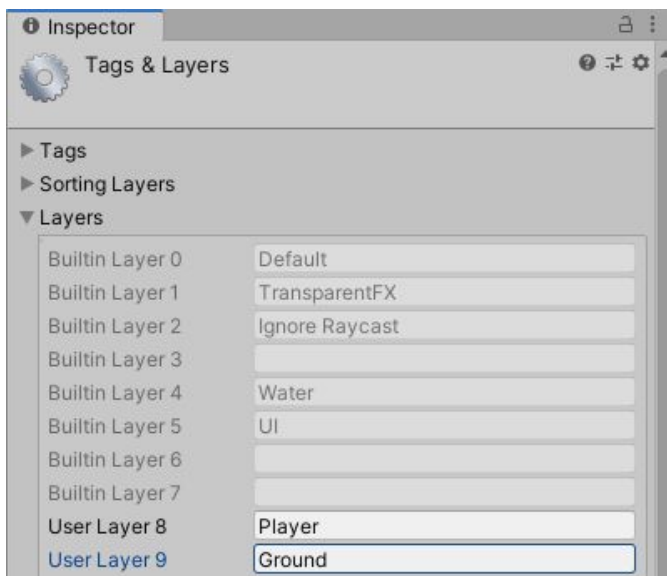 Inspector
Tags & Layers
Tags
Sorting Layers
Layers
Builtin Layer 0 Default
Builtin Layer 1 TransparentFX
Builtin Layer 2 Ignore Raycast
Builtin Layer 3
Builtin Layer 4 Water
Builtin Layer 5 UI
Builtin Layer 6
Builtin Layer 7
User Layer 8 Player
User Layer 9 Ground